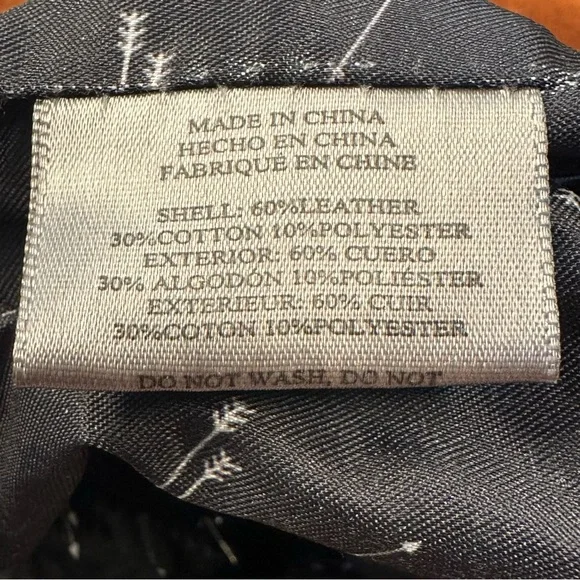 MADE IN CHINA
HECHO EN CHINA
FABRIQUE EN CHINE
SHELL: 60%LEATHER
30%COTTON 10%POLYESTER
EXTERIOR: 60% CUERO
30% ALGODÓN 10%POLIÉSTER
EXTERIEUR: 60% CUIR
30%COTON 10%POLYESTER
DO NOT WASH, DO NOT